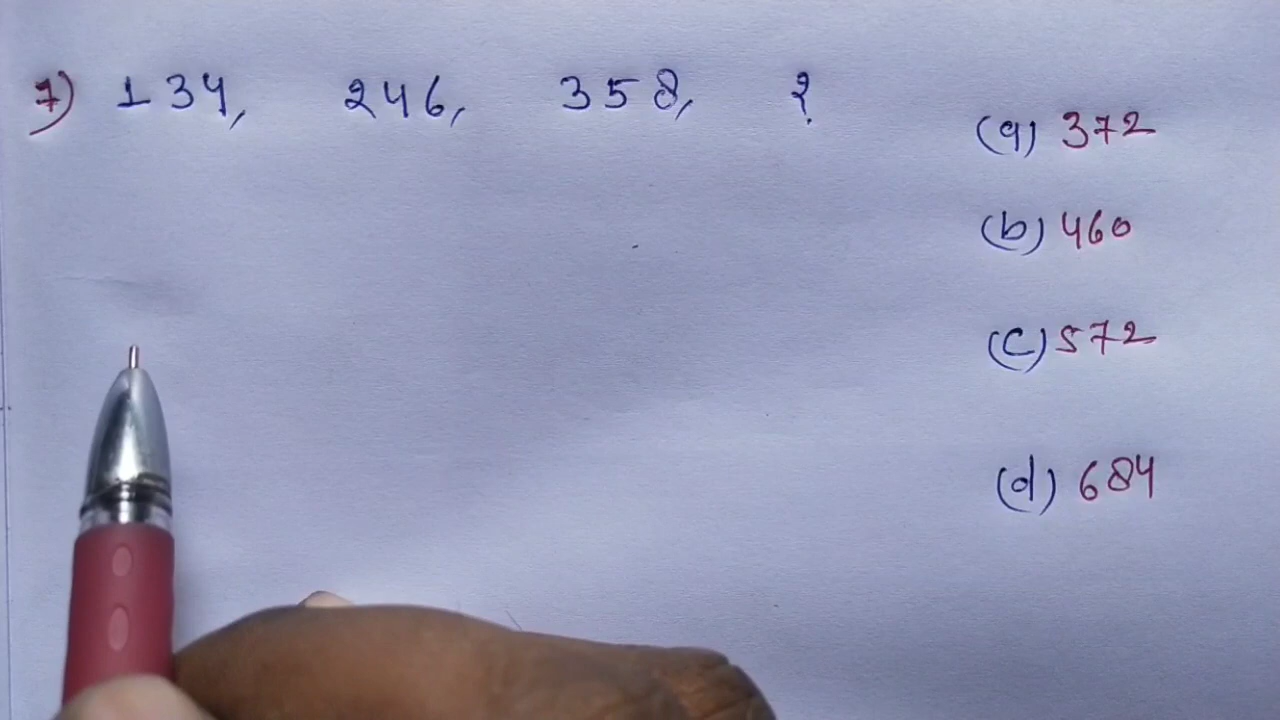 7) 134, 246, 358, ?
(a) 372
(b) 460
(c) 572
(d) 684